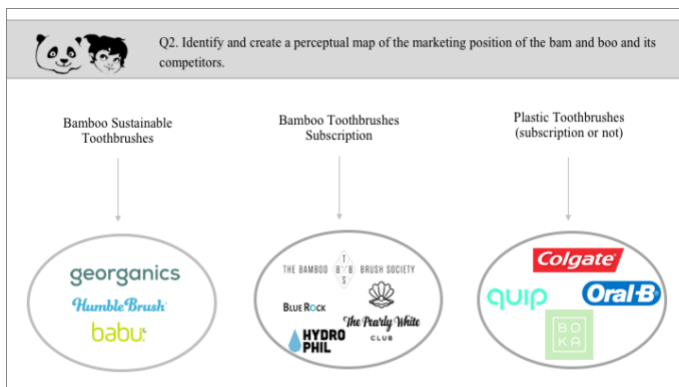 Q2. Identify and create a perceptual map of the marketing position of the bam and boo and its
competitors.
Bamboo Sustainable
Toothbrushes
Bamboo Toothbrushes
Subscription
Plastic Toothbrushes
(subscription or not)
georganics
HumbleBrush
babu
THE BAMBOO
T
B B
S
BRUSH SOCIETY
BLUEROCK
The Pearly White
CLUB
HYDRO
PHIL
Colgate
quip
Oral-B
BO
KA